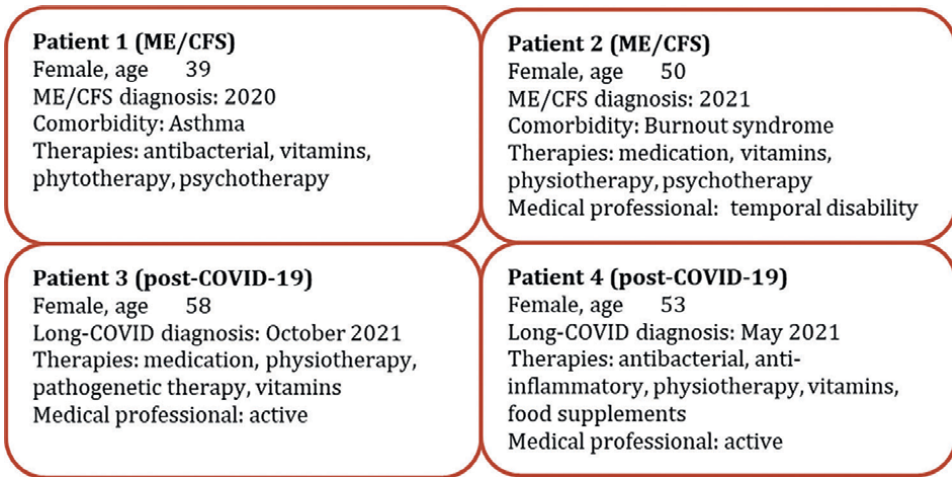 Patient 1 (ME/CFS)
Female, age 39
ME/CFS diagnosis: 2020
Comorbidity: Asthma
Therapies: antibacterial, vitamins,
phytotherapy, psychotherapy
Patient 2 (ME/CFS)
Female, age 50
ME/CFS diagnosis: 2021
Comorbidity: Burnout syndrome
Therapies: medication, vitamins,
physiotherapy, psychotherapy
Medical professional: temporal disability
Patient 3 (post-COVID-19)
Female, age 58
Long-COVID diagnosis: October 2021
Therapies: medication, physiotherapy,
pathogenetic therapy, vitamins
Medical professional: active
Patient 4 (post-COVID-19)
Female, age 53
Long-COVID diagnosis: May 2021
Therapies: antibacterial, anti-
inflammatory, physiotherapy, vitamins,
food supplements
Medical professional: active